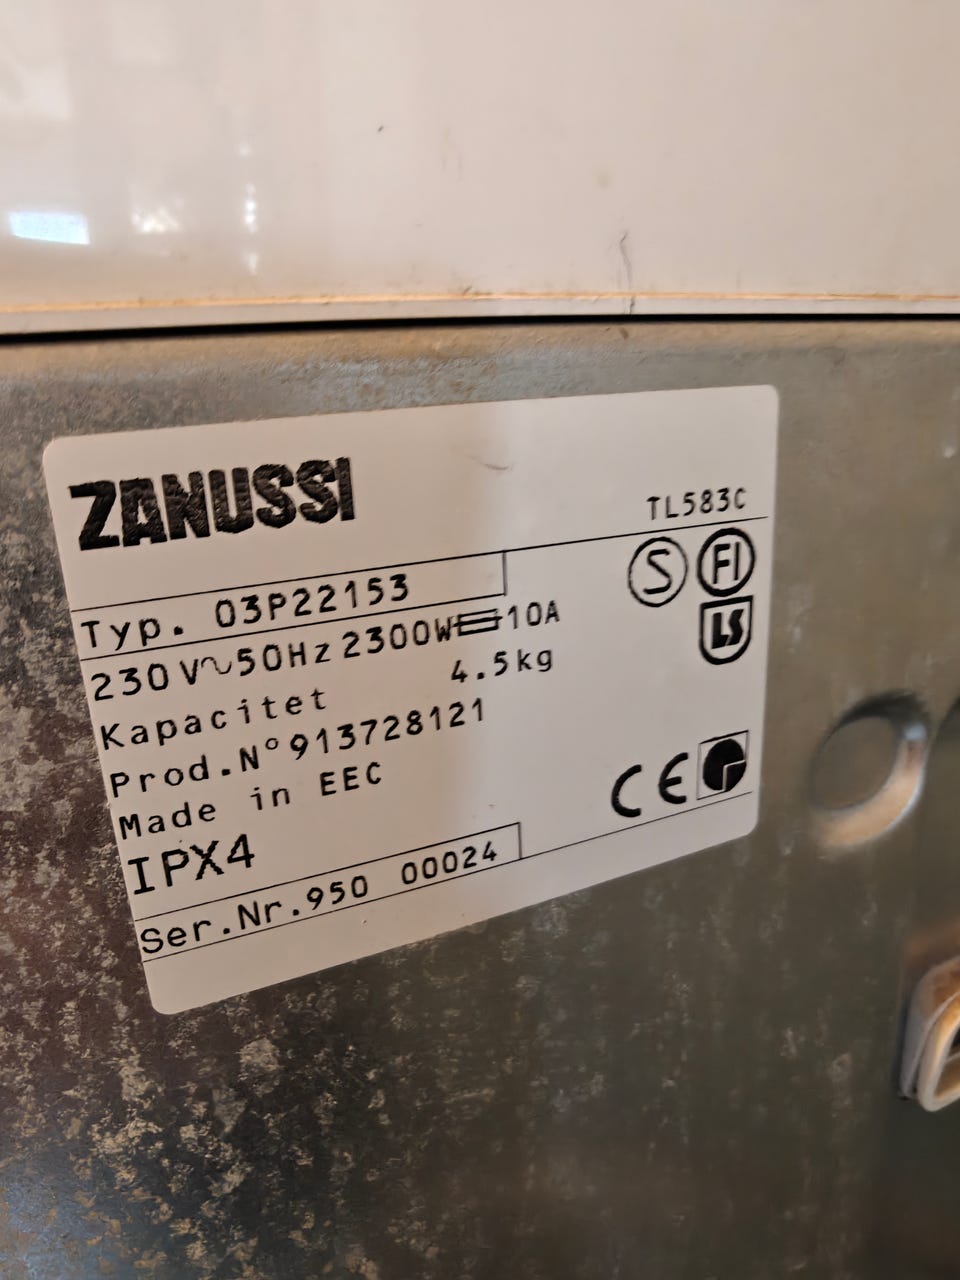 ZANUSSI
TL583C
Typ. 03P22153
S FI
230V~50Hz 2300W 10A
LS
Kapacitet 4.5kg
Prod.N°913728121
Made in EEC
CE
IPX4
Ser.Nr.950 00024